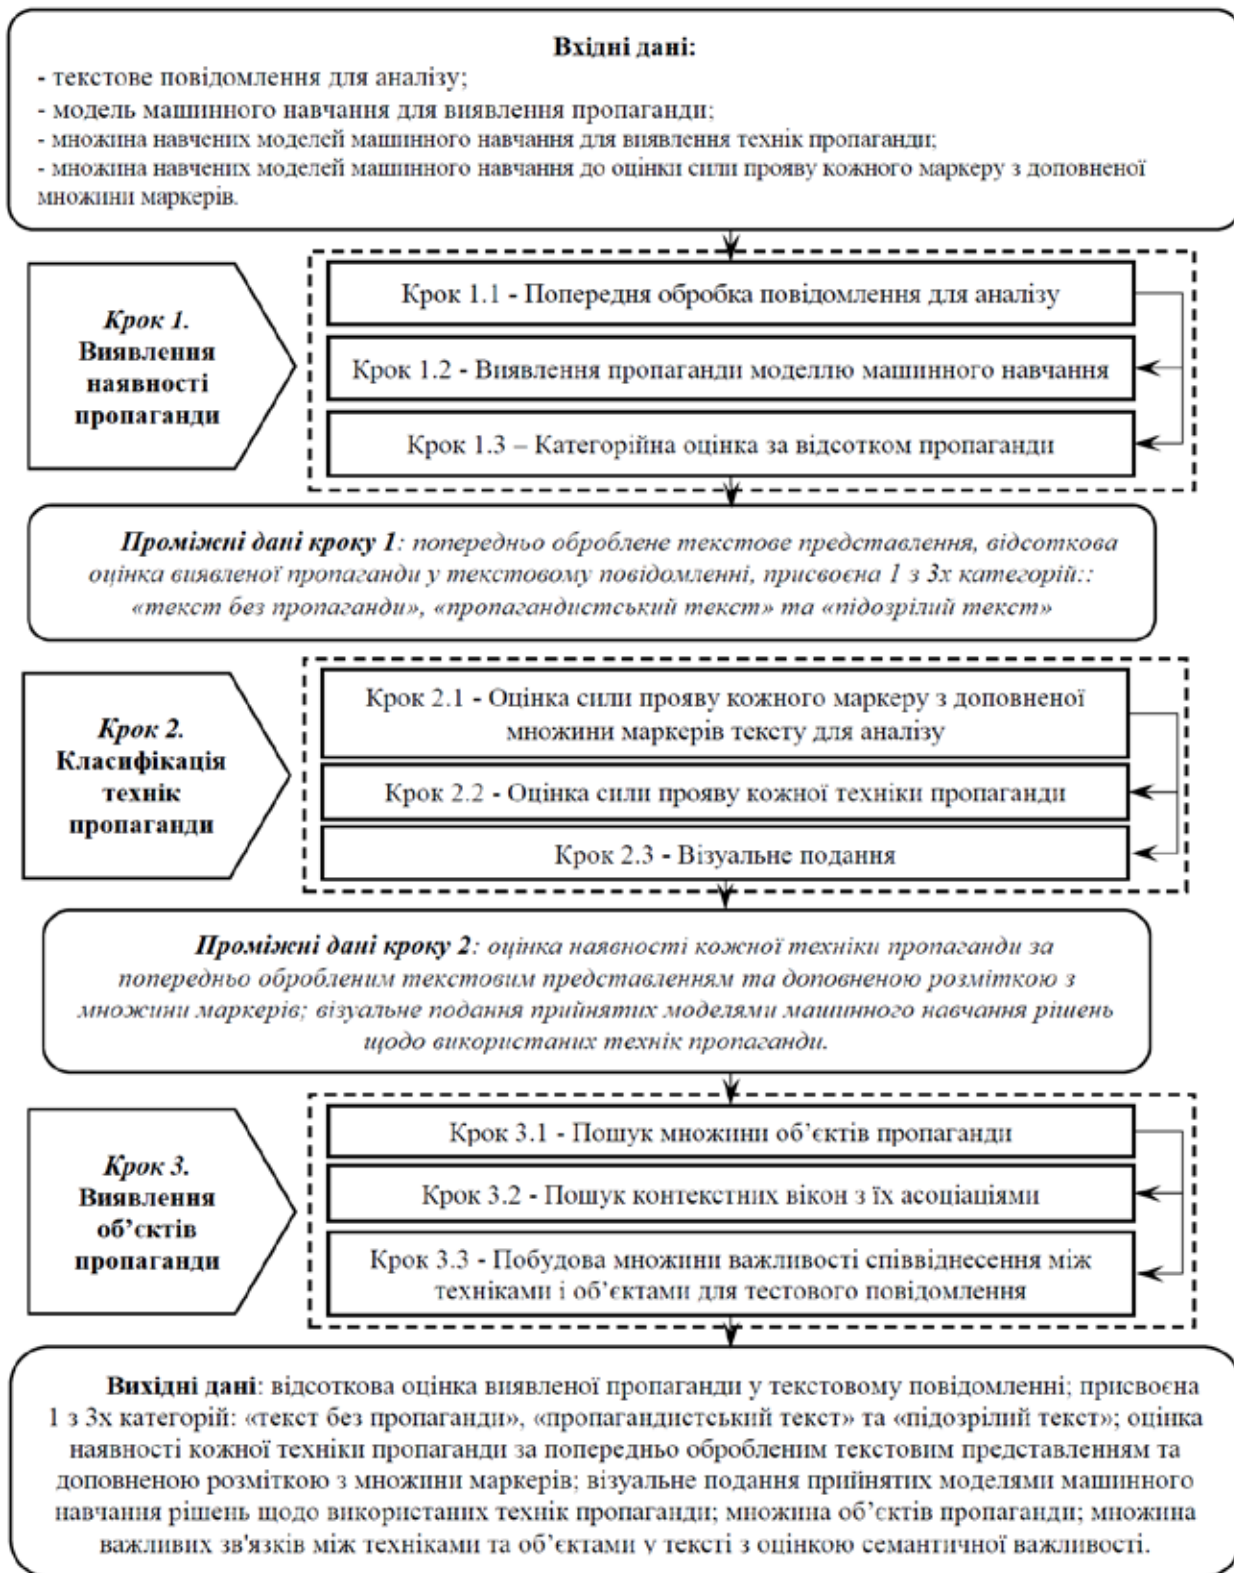 Вхідні дані:
- текстове повідомлення для аналізу;
- модель машинного навчання для виявлення пропаганди;
- множина навчених моделей машинного навчання для виявлення технік пропаганди;
- множина навчених моделей машинного навчання до оцінки сили прояву кожного маркеру з доповненої
множини маркерів.
Крок 1.
Виявлення
наявності
пропаганди
Крок 1.1 - Попередня обробка повідомлення для аналізу
Крок 1.2 - Виявлення пропаганди моделлю машинного навчання
Крок 1.3 – Категорійна оцінка за відсотком пропаганди
Проміжні дані кроку 1: попередньо оброблене текстове представлення, відсоткова
оцінка виявленої пропаганди у текстовому повідомленні, присвоєна 1 з 3х категорій::
«текст без пропаганди», «пропагандистський текст» та «підозрілий текст»
Крок 2.
Класифікація
технік
пропаганди
Крок 2.1 - Оцінка сили прояву кожного маркеру з доповненої
множини маркерів тексту для аналізу
Крок 2.2 - Оцінка сили прояву кожної техніки пропаганди
Крок 2.3 - Візуальне подання
Проміжні дані кроку 2: оцінка наявності кожної техніки пропаганди за
попередньо обробленим текстовим представленням та доповненою розміткою з
множини маркерів; візуальне подання прийнятих моделями машинного навчання рішень
щодо використаних технік пропаганди.
Крок 3.
Виявлення
об’єктів
пропаганди
Крок 3.1 - Пошук множини об’єктів пропаганди
Крок 3.2 - Пошук контекстних вікон з їх асоціаціями
Крок 3.3 - Побудова множини важливості співвіднесення між
техніками і об’єктами для тестового повідомлення
Вихідні дані: відсоткова оцінка виявленої пропаганди у текстовому повідомленні; присвоєна
1 з 3х категорій: «текст без пропаганди», «пропагандистський текст» та «підозрілий текст»; оцінка
наявності кожної техніки пропаганди за попередньо обробленим текстовим представленням та
доповненою розміткою з множини маркерів; візуальне подання прийнятих моделями машинного
навчання рішень щодо використаних технік пропаганди; множина об’єктів пропаганди; множина
важливих зв'язків між техніками та об’єктами у тексті з оцінкою семантичної важливості.